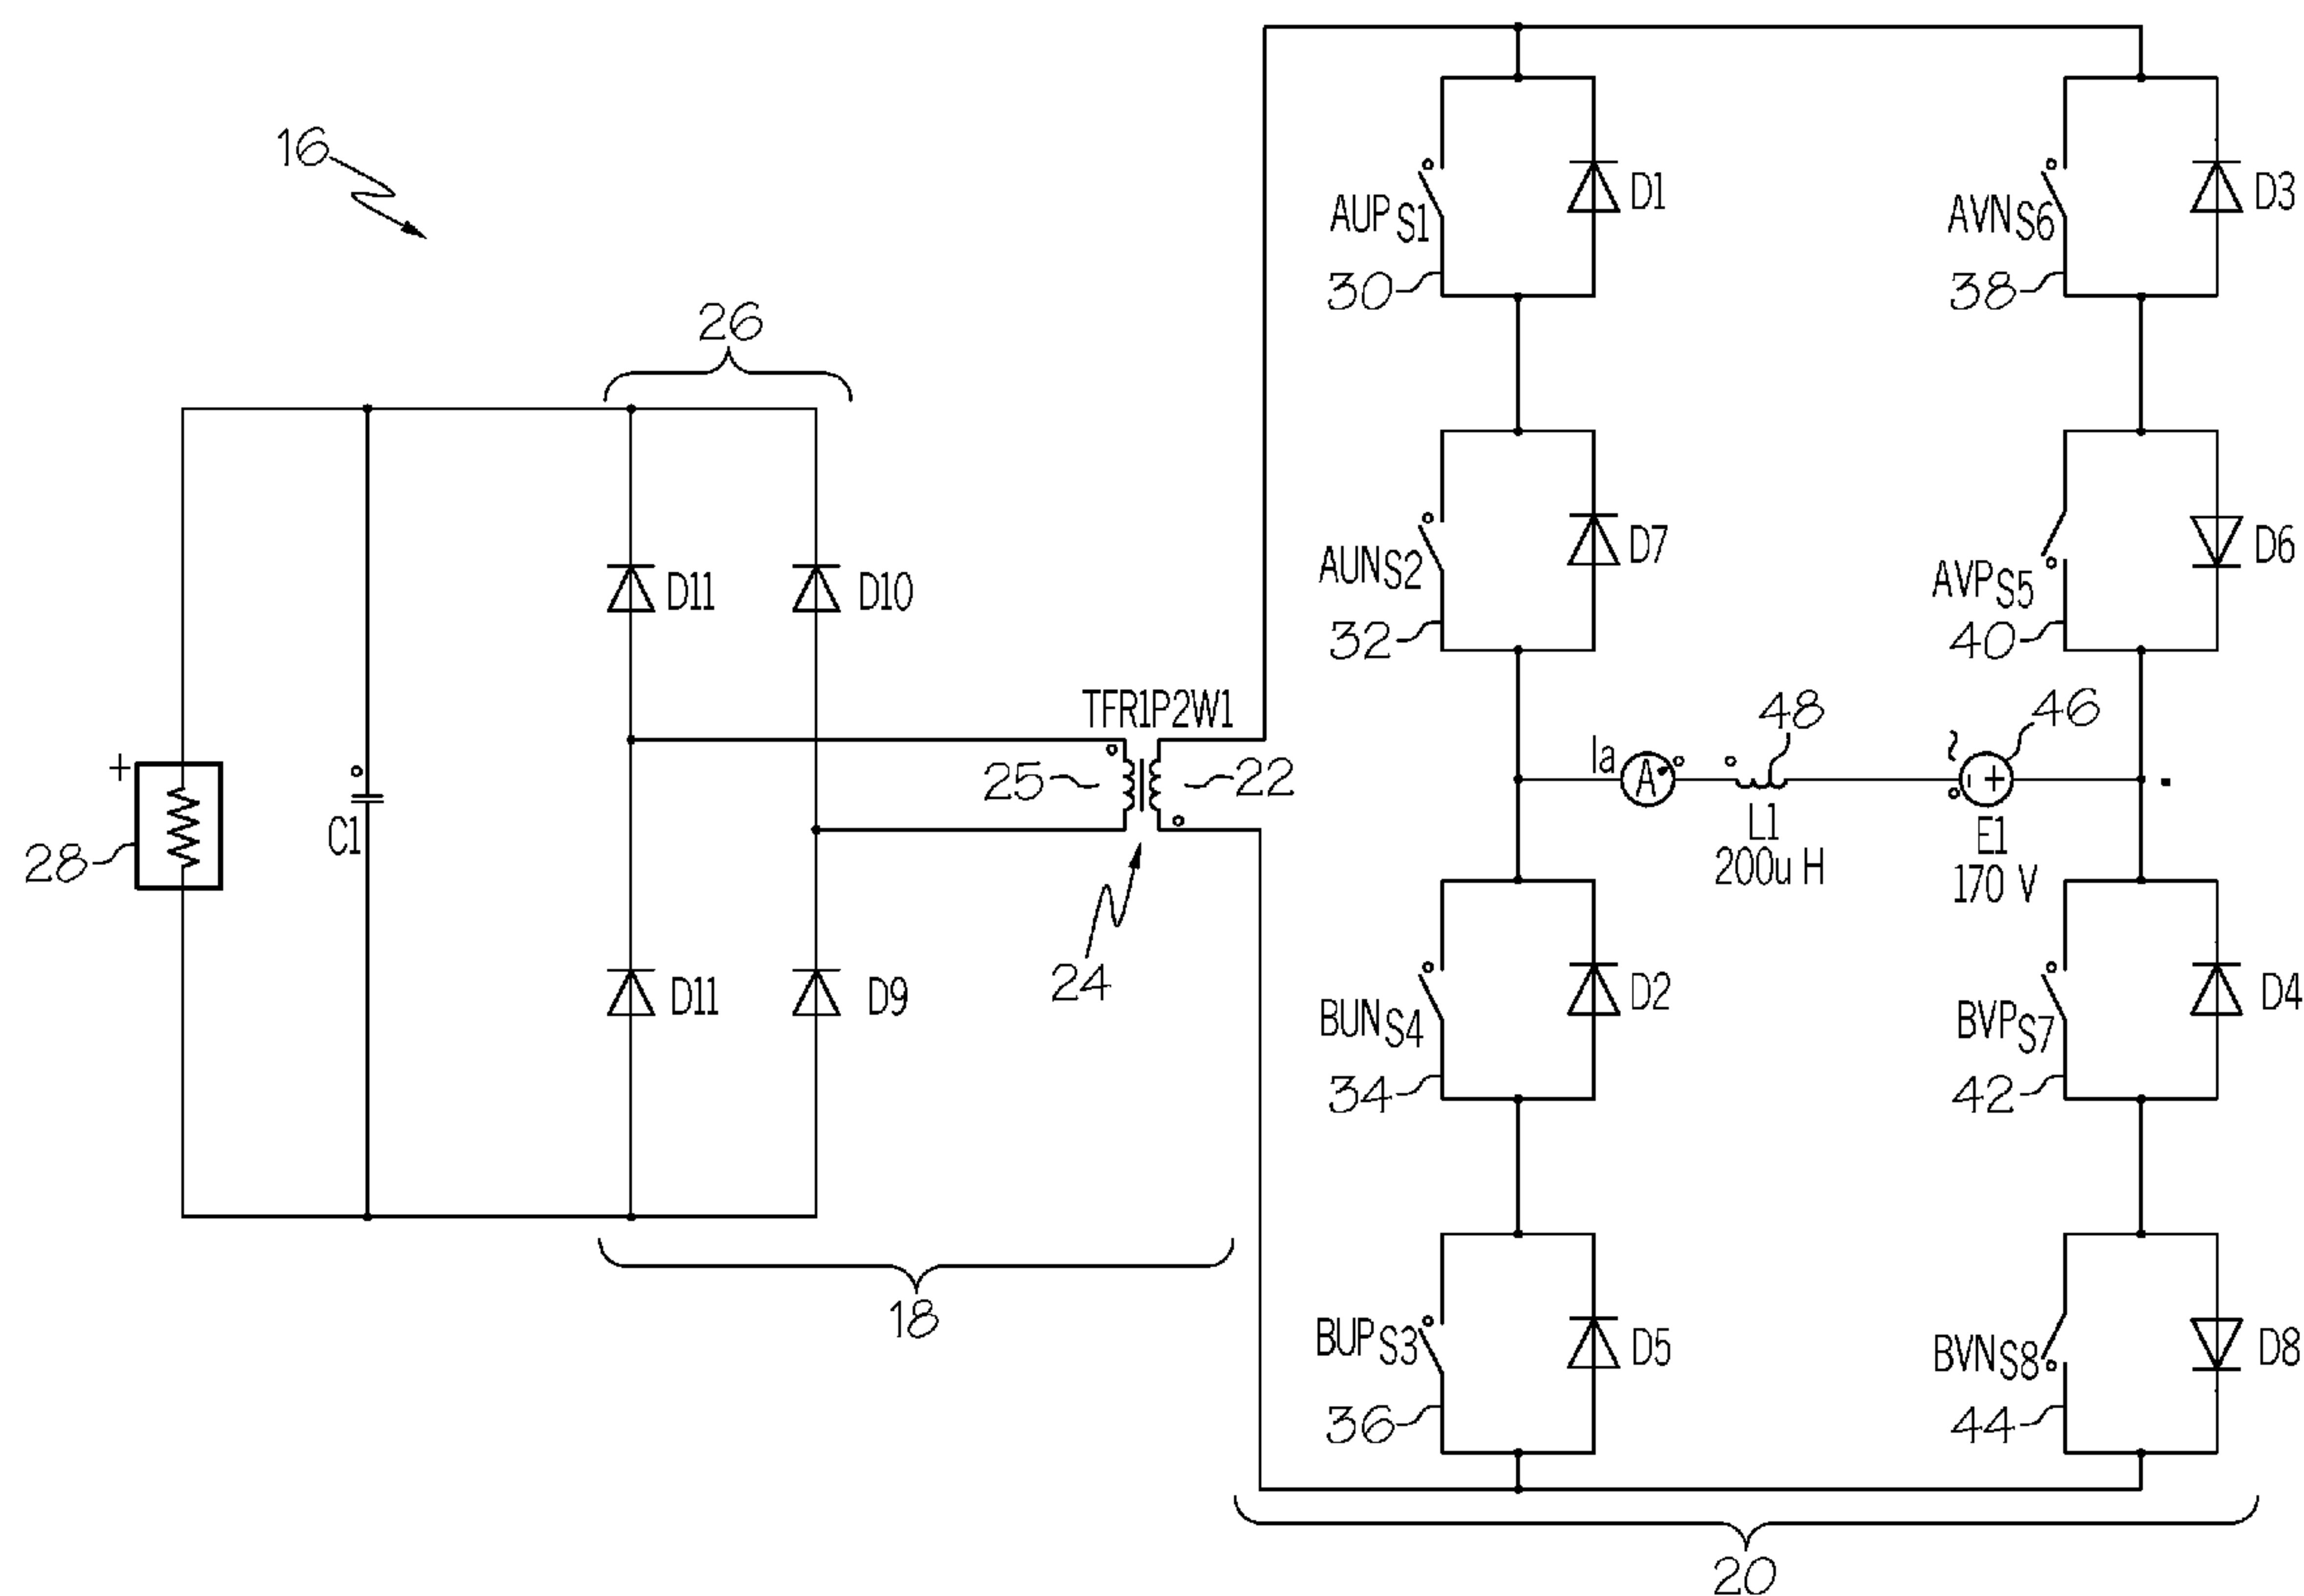 16
26
AUP S1
D1
30
AVN S6
D3
38
D11
D10
AUN S2
D7
32
AVP S5
D6
40
TFR1P2W1
25
22
+
28
C1
Ia
A
48
L1
200u H
~
- +
46
E1
170 V
24
D11
D9
BUN S4
D2
34
BVP S7
D4
42
18
BUP S3
D5
36
BVN S8
D8
44
20